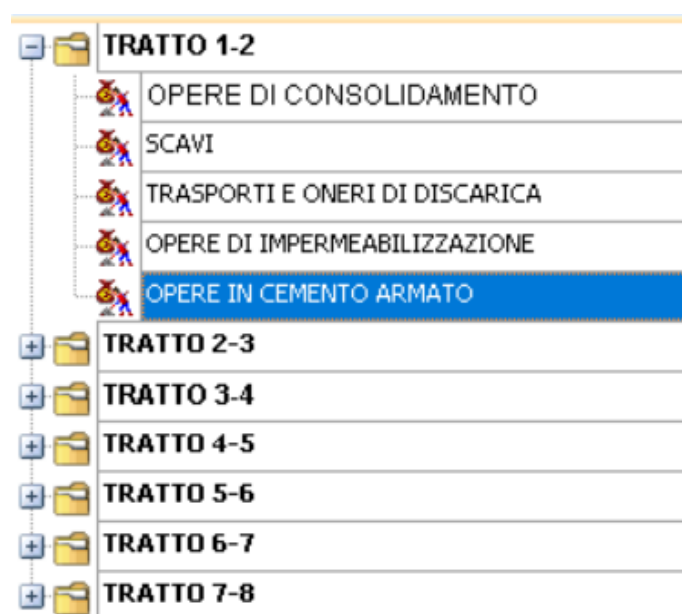 TRATTO 1-2
OPERE DI CONSOLIDAMENTO
SCAVI
TRASPORTI E ONERI DI DISCARICA
OPERE DI IMPERMEABILIZZAZIONE
OPERE IN CEMENTO ARMATO
TRATTO 2-3
TRATTO 3-4
TRATTO 4-5
TRATTO 5-6
TRATTO 6-7
TRATTO 7-8